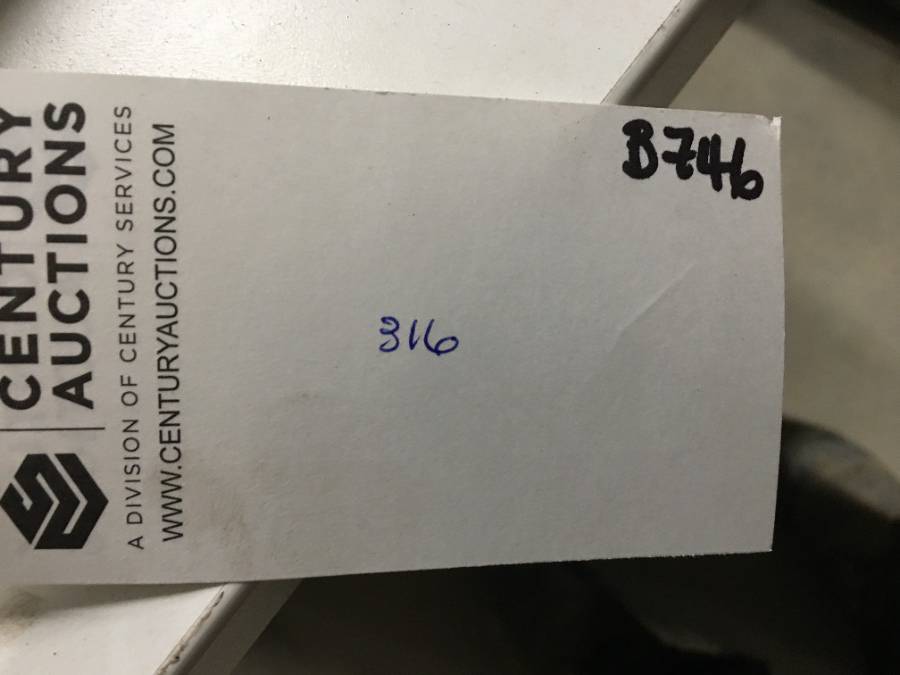 CENTURY
AUCTIONS
A DIVISION OF CENTURY SERVICES
WWW.CENTURYAUCTIONS.COM
B746
316